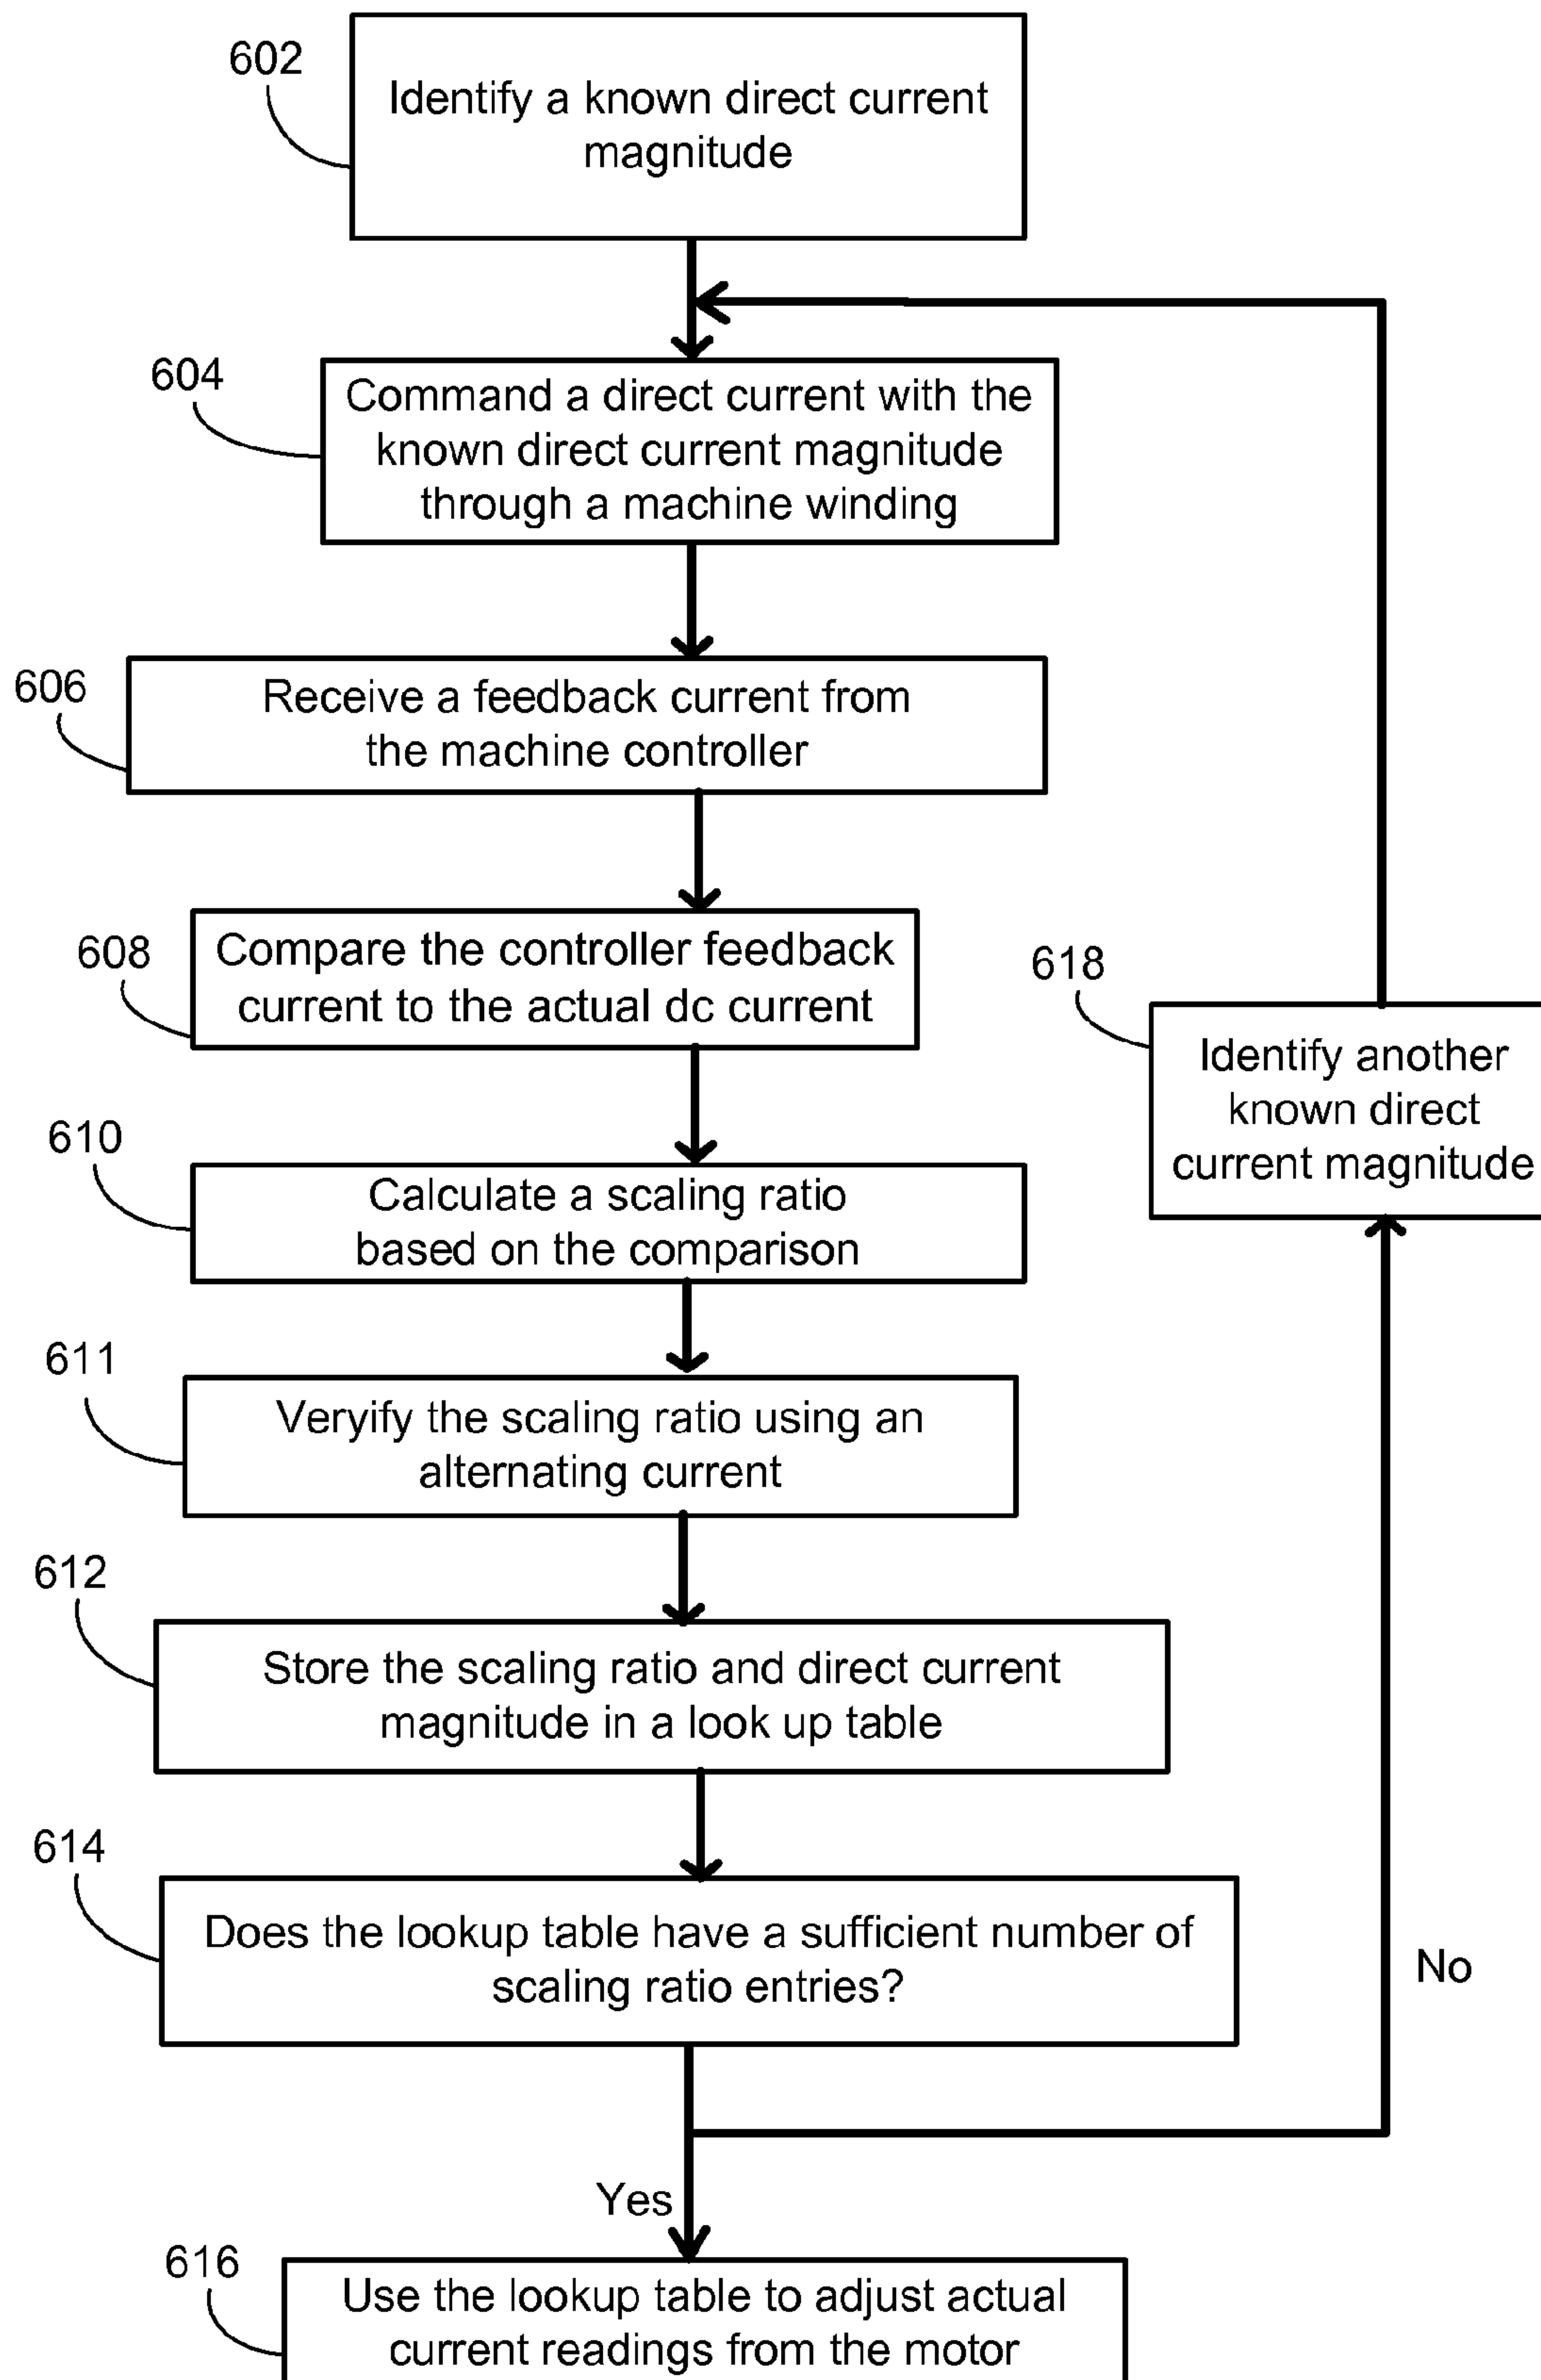 602
Identify a known direct current
magnitude
604
Command a direct current with the
known direct current magnitude
through a machine winding
606
Receive a feedback current from
the machine controller
608
Compare the controller feedback
current to the actual dc current
618
Identify another
known direct
current magnitude
610
Calculate a scaling ratio
based on the comparison
611
Veryify the scaling ratio using an
alternating current
612
Store the scaling ratio and direct current
magnitude in a look up table
614
Does the lookup table have a sufficient number of
scaling ratio entries?
No
Yes
616
Use the lookup table to adjust actual
current readings from the motor